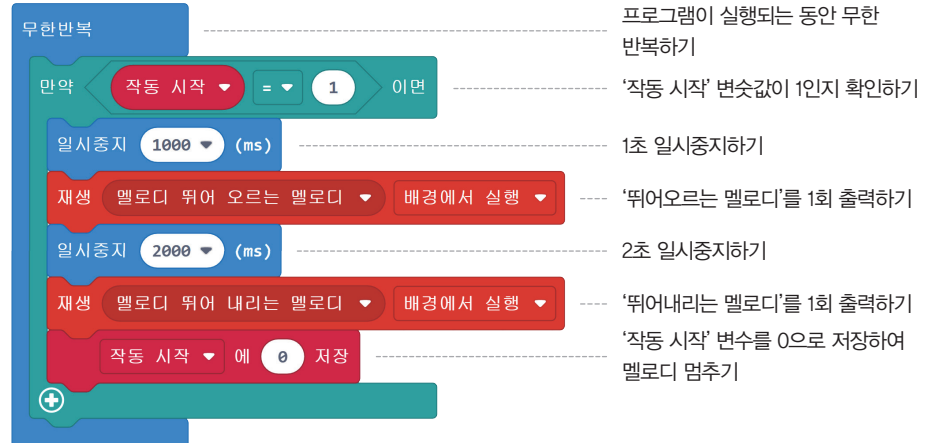 무한반복
프로그램이 실행되는 동안 무한
반복하기
만약 작동 시작 = 1 이면
‘작동 시작’ 변숫값이 1인지 확인하기
일시중지 1000 (ms)
1초 일시중지하기
재생 멜로디 뛰어 오르는 멜로디 배경에서 실행
‘뛰어오르는 멜로디’를 1회 출력하기
일시중지 2000 (ms)
2초 일시중지하기
재생 멜로디 뛰어 내리는 멜로디 배경에서 실행
‘뛰어내리는 멜로디’를 1회 출력하기
작동 시작 에 0 저장
‘작동 시작’ 변수를 0으로 저장하여
멜로디 멈추기